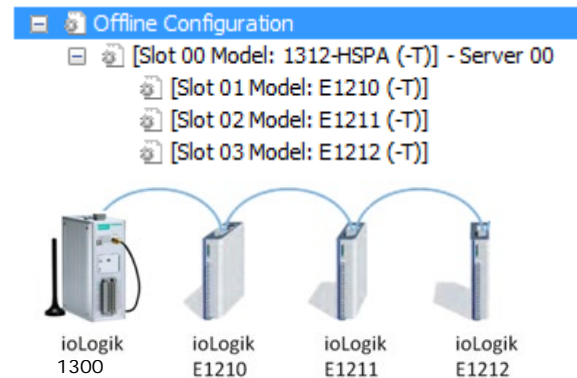 Offline Configuration
[Slot 00 Model: 1312-HSPA (-T)] - Server 00
[Slot 01 Model: E1210 (-T)]
[Slot 02 Model: E1211 (-T)]
[Slot 03 Model: E1212 (-T)]
ioLogik ioLogik ioLogik ioLogik
1300 E1210 E1211 E1212